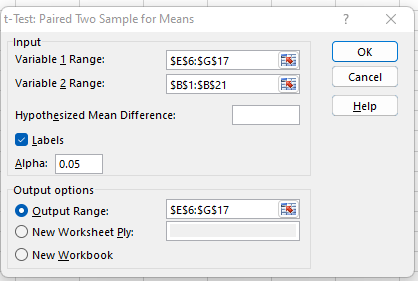 t-Test: Paired Two Sample for Means ?
Input
Variable 1 Range: $E$6:$G$17
Variable 2 Range: $B$1:$B$21
Hypothesized Mean Difference:
Labels
Alpha: 0.05
OK
Cancel
Help
Output options
Output Range: $E$6:$G$17
New Worksheet Ply:
New Workbook